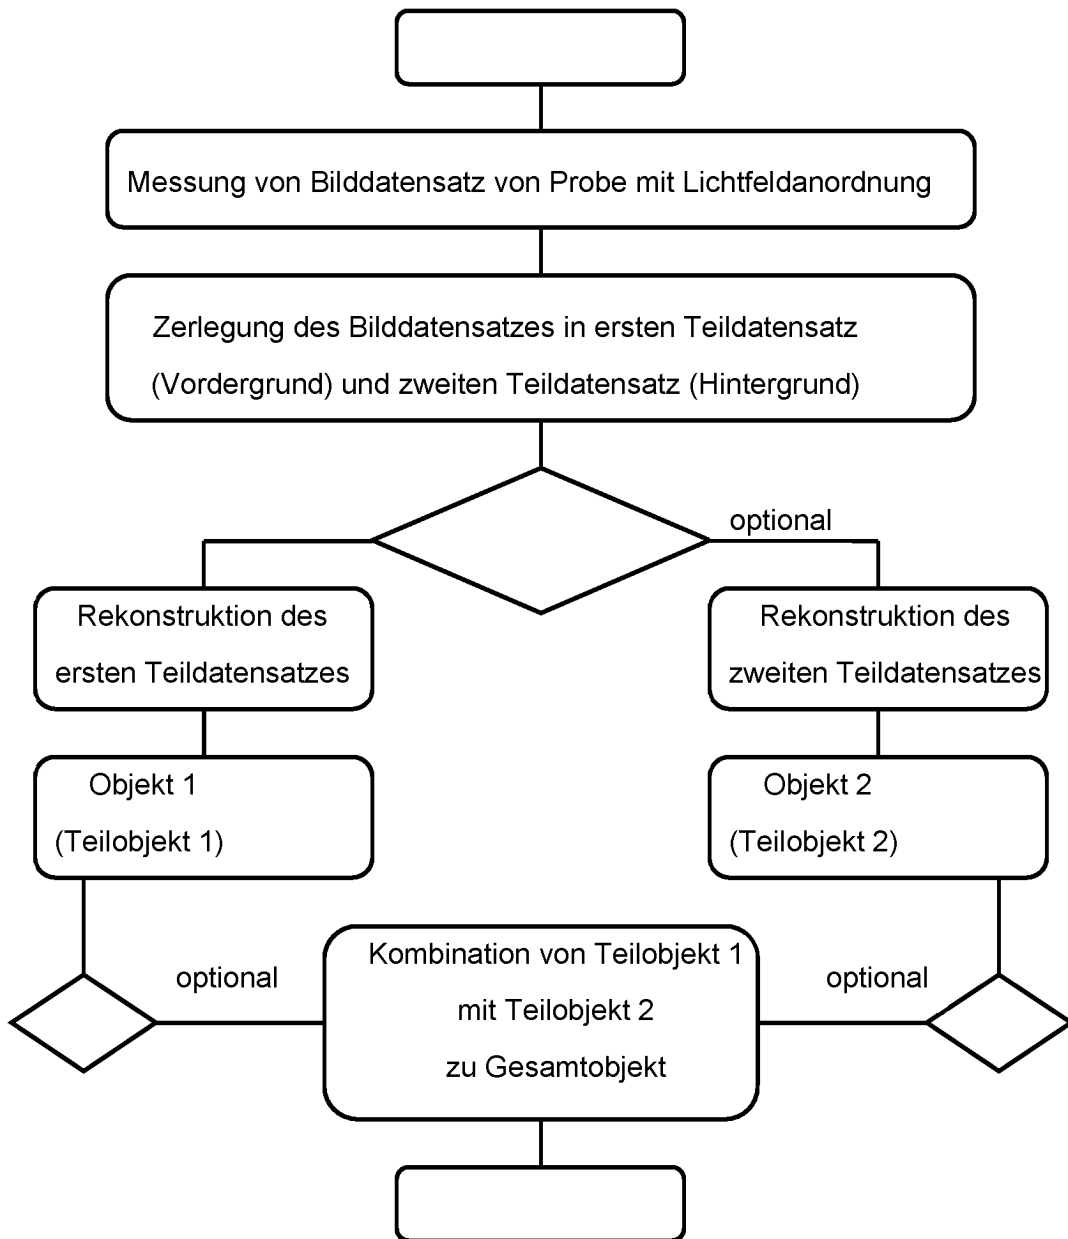 Messung von Bilddatensatz von Probe mit Lichtfeldanordnung
Zerlegung des Bilddatensatzes in ersten Teildatensatz
(Vordergrund) und zweiten Teildatensatz (Hintergrund)
optional
Rekonstruktion des
ersten Teildatensatzes
Rekonstruktion des
zweiten Teildatensatzes
Objekt 1
(Teilobjekt 1)
Objekt 2
(Teilobjekt 2)
optional
Kombination von Teilobjekt 1
mit Teilobjekt 2
zu Gesamtobjekt
optional